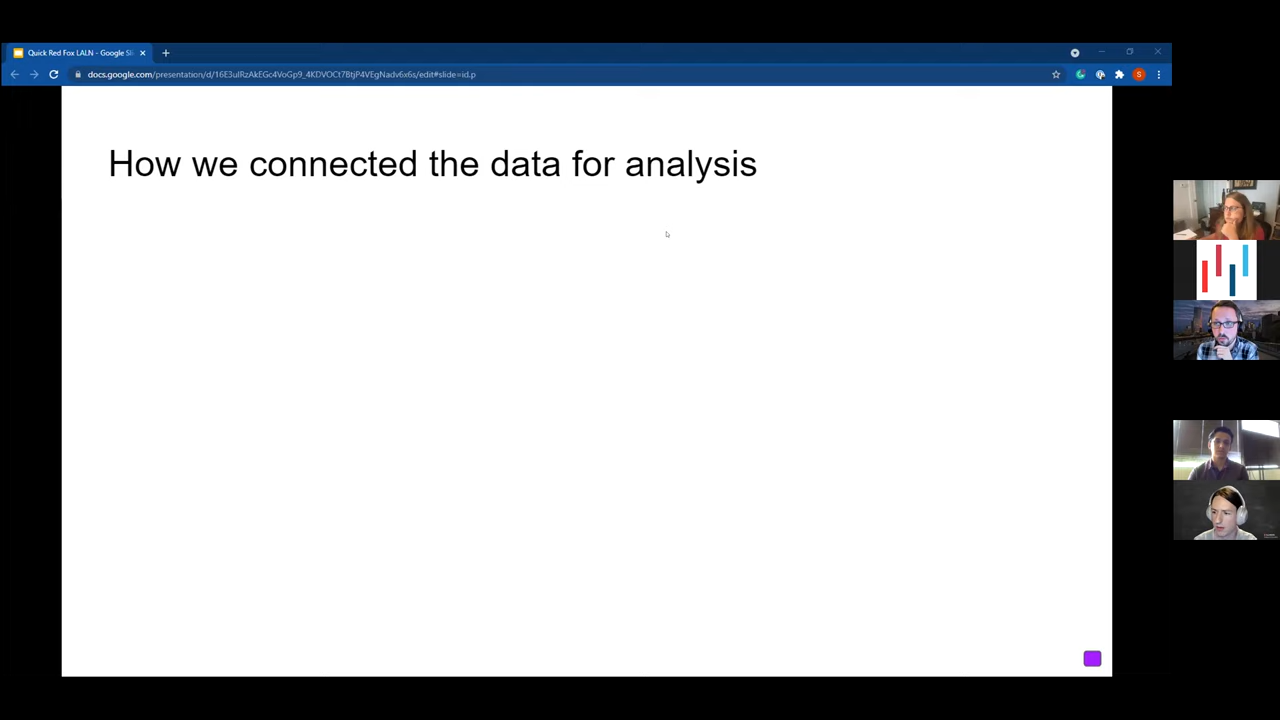 Quick Red Fox LALN - Google Sl
docs.google.com/presentation/d/16E3ulRzAkEGc4VoGp9_4KDVOCt7BtjP4VEgNadv6x6s/edit#slide=id.p
S
How we connected the data for analysis